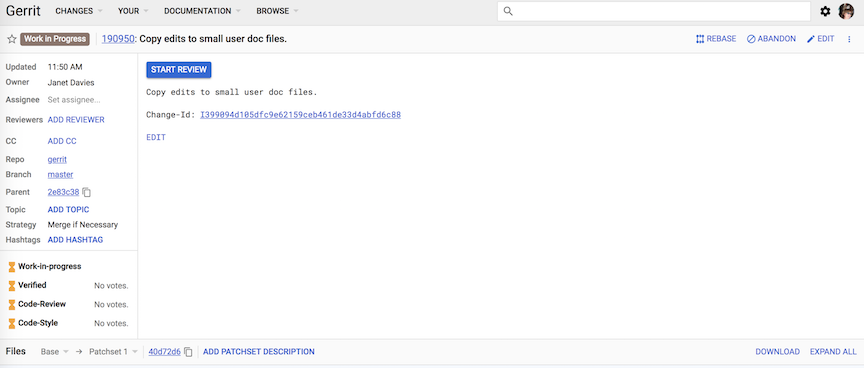 Gerrit CHANGES YOUR DOCUMENTATION BROWSE
Work in Progress 190950: Copy edits to small user doc files. REBASE ABANDON EDIT
Updated 11:50 AM
Owner Janet Davies
Assignee Set assignee...
Reviewers ADD REVIEWER
CC ADD CC
Repo gerrit
Branch master
Parent 2e83c38
Topic ADD TOPIC
Strategy Merge if Necessary
Hashtags ADD HASHTAG
Work-in-progress
Verified No votes.
Code-Review No votes.
Code-Style No votes.
START REVIEW
Copy edits to small user doc files.
Change-Id: I399094d105dfc9e62159ceb461de33d4abfd6c88
EDIT
Files Base → Patchset 1 40d72d6 ADD PATCHSET DESCRIPTION DOWNLOAD EXPAND ALL